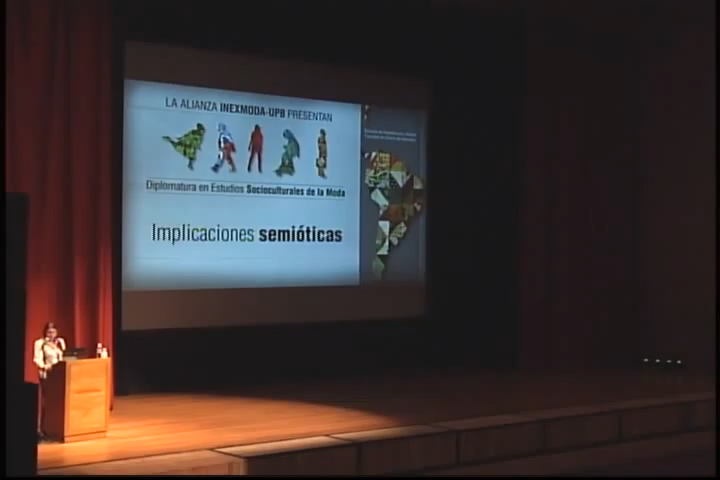 LA ALIANZA INEXMODA-UPB PRESENTAN
Diplomatura en Estudios Socioculturales de la Moda
Implicaciones semióticas